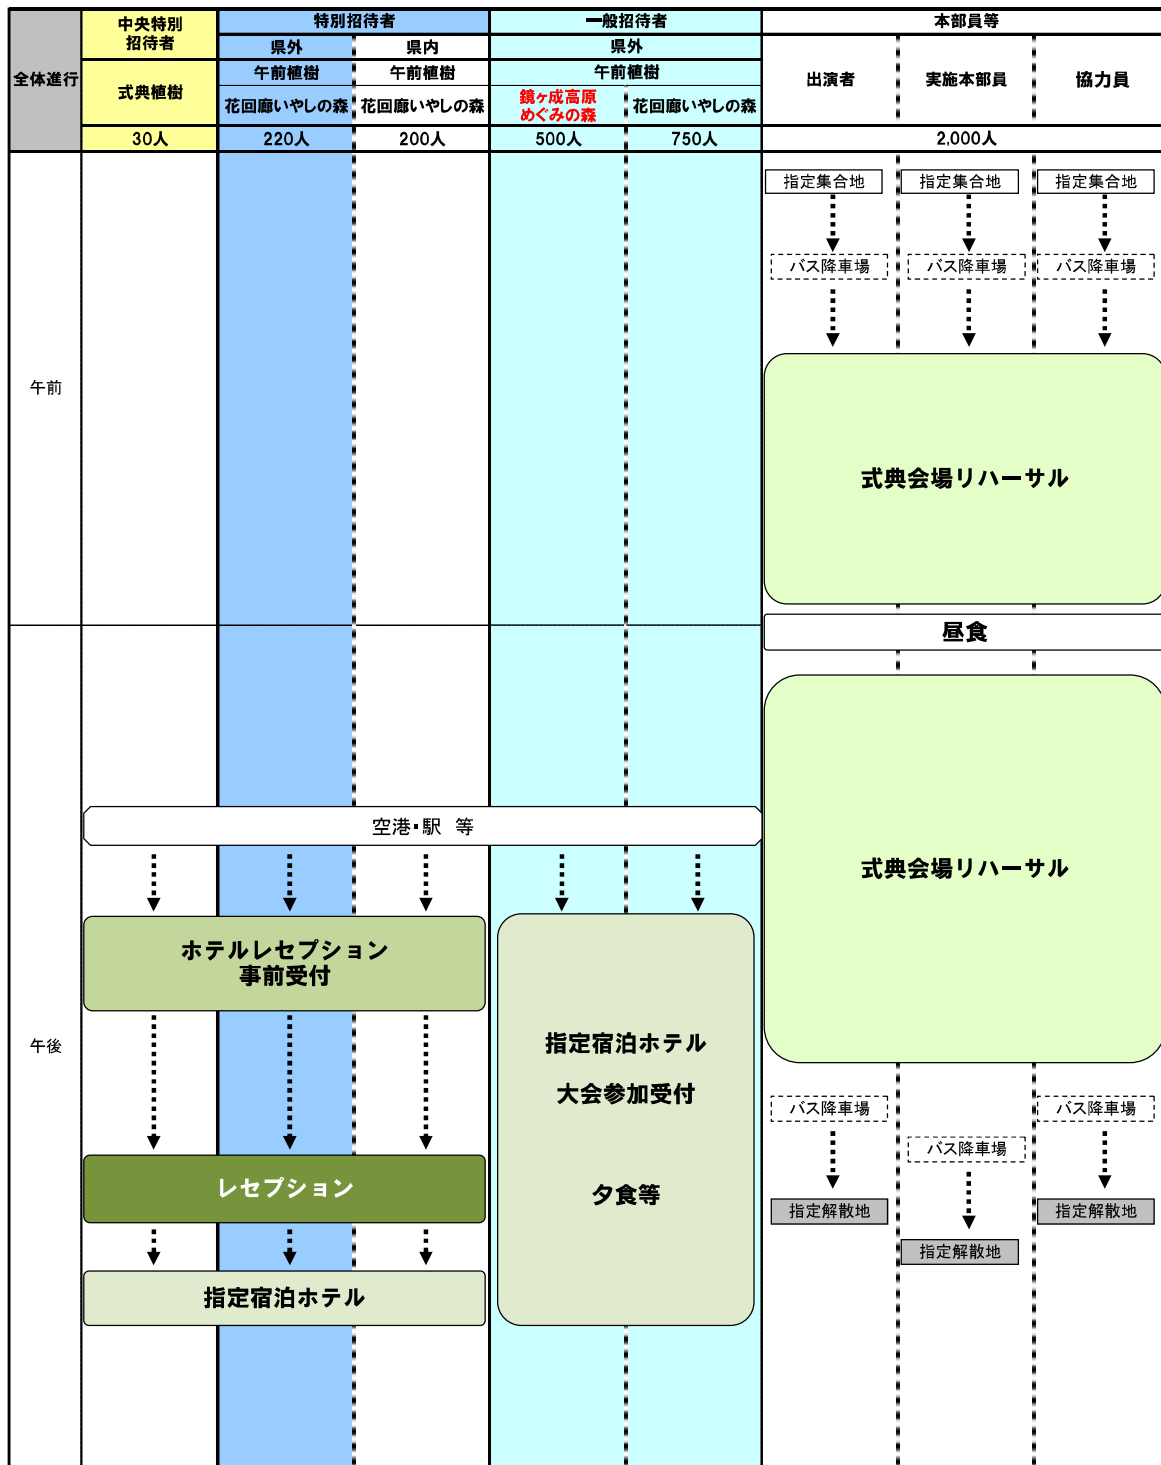 全体進行
中央特別
招待者
式典植樹
30人
特別招待者
県外
県内
午前植樹
午前植樹
花回廊いやしの森
花回廊いやしの森
220人
200人
一般招待者
県外
午前植樹
鏡ヶ成高原
めぐみの森
花回廊いやしの森
500人
750人
本部員等
出演者
実施本部員
協力員
2,000人
午前
指定集合地
指定集合地
指定集合地
バス降車場
バス降車場
バス降車場
式典会場リハーサル
昼食
午後
空港・駅 等
式典会場リハーサル
ホテルレセプション
事前受付
指定宿泊ホテル
大会参加受付
夕食等
レセプション
指定宿泊ホテル
バス降車場
バス降車場
バス降車場
指定解散地
指定解散地
指定解散地